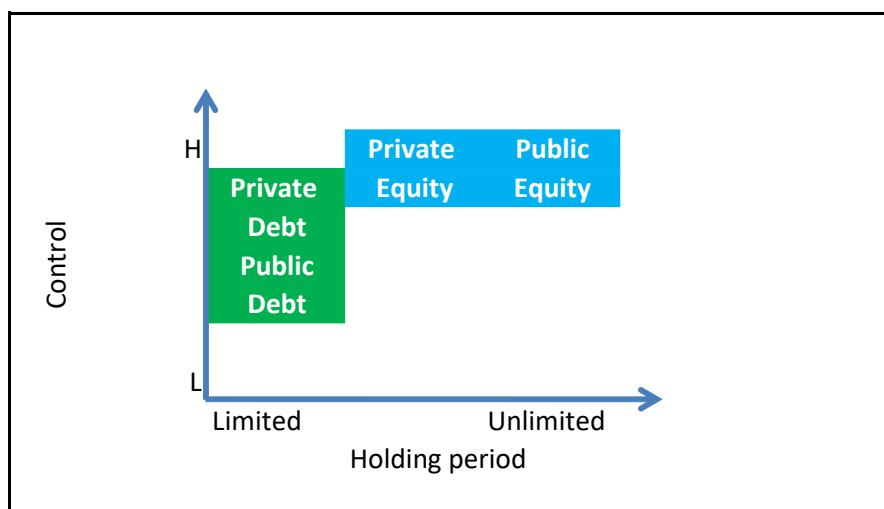 H
Private Public
Private Equity Equity
Debt
Public
Debt
Control
L
Limited Unlimited
Holding period